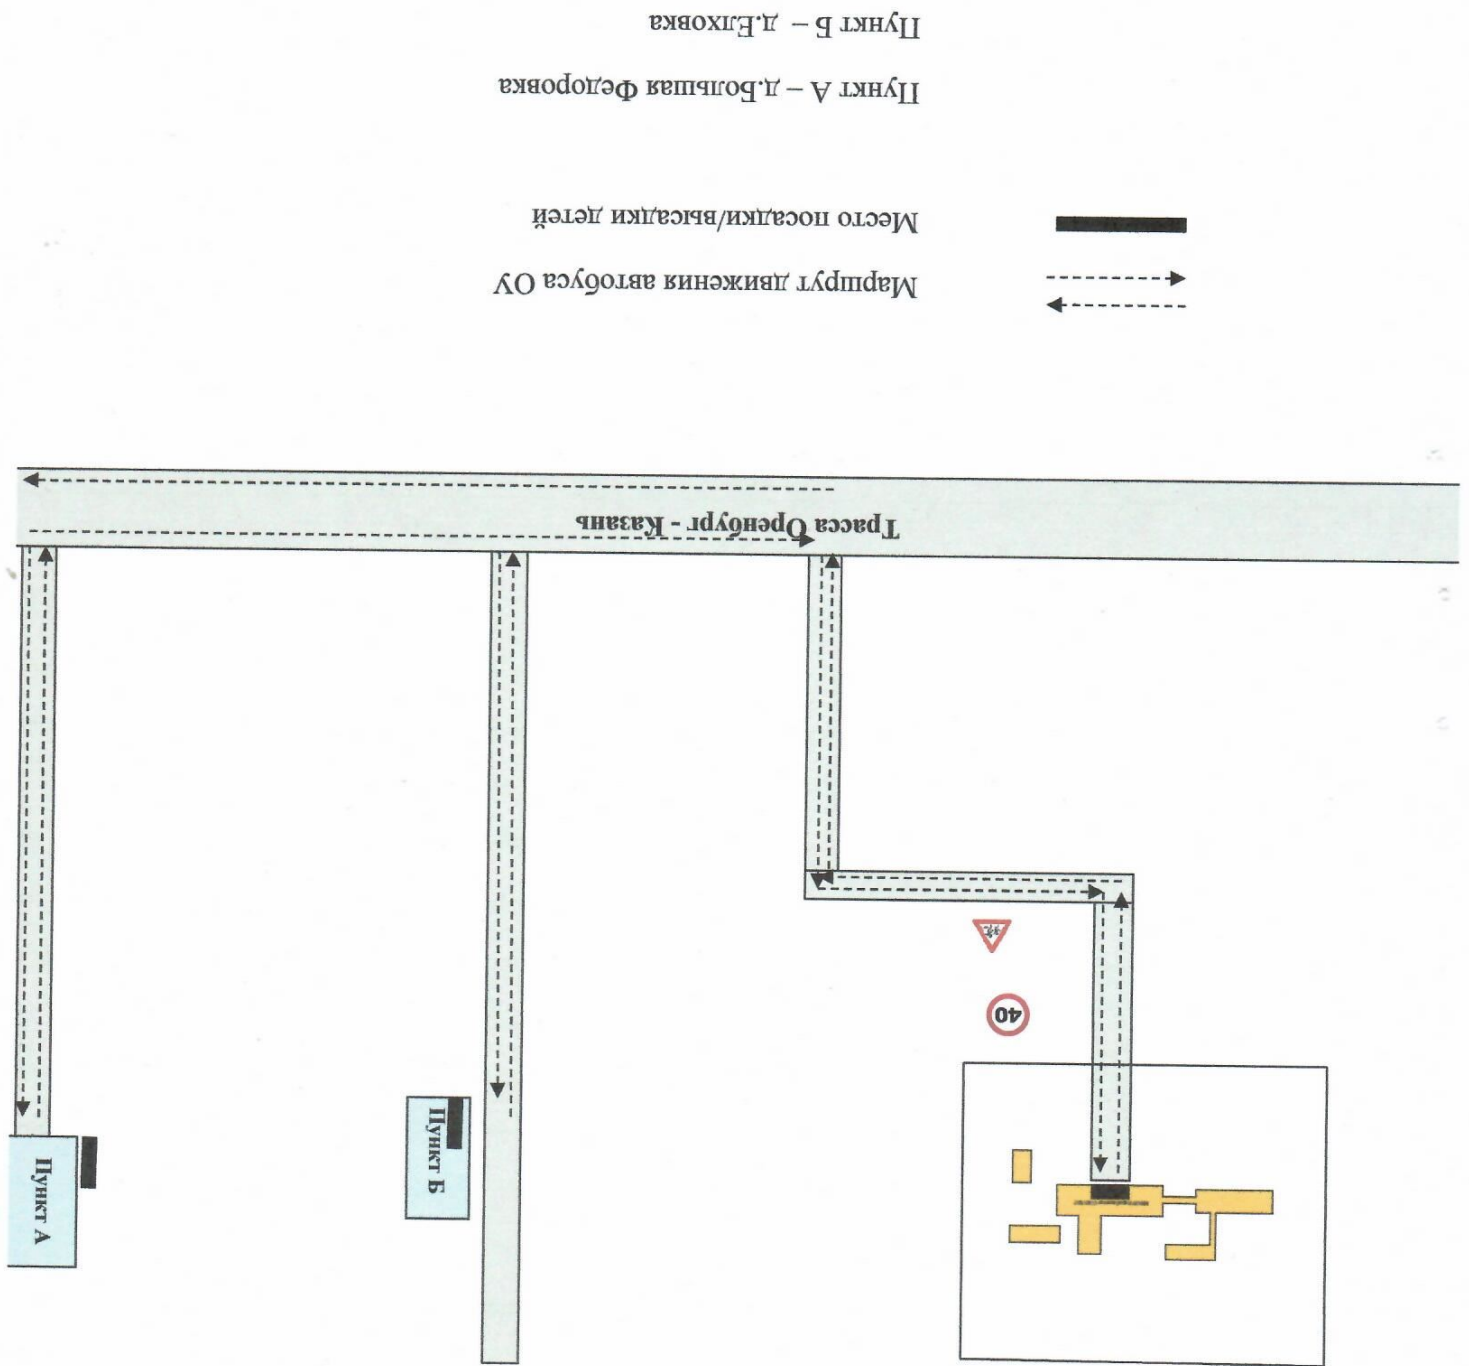 Пункт А
Пункт Б
40
Трасса Оренбург - Казань
Маршрут движения автобуса ОУ
Место посадки/высадки детей
Пункт А – д.Большая Федоровка
Пункт Б – д.Елховка